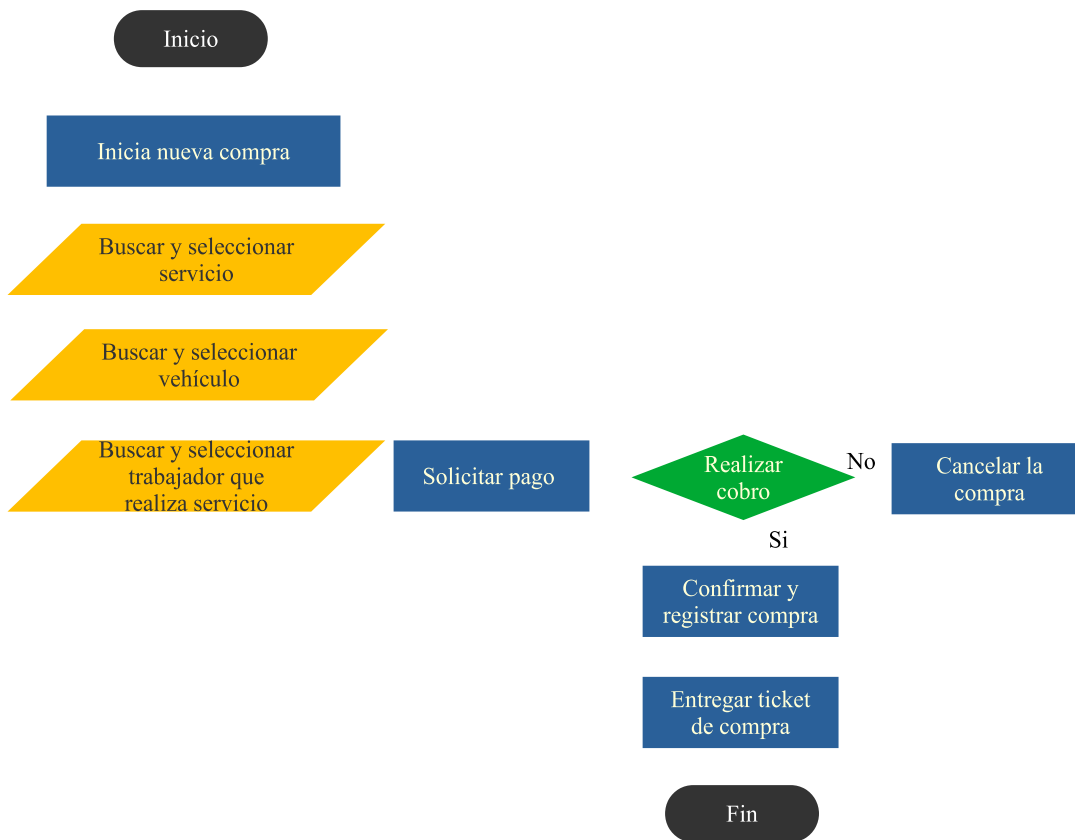 Inicio
Inicia nueva compra
Buscar y seleccionar
servicio
Buscar y seleccionar
vehículo
Buscar y seleccionar
trabajador que
realiza servicio
Solicitar pago
Realizar
cobro
No
Cancelar la
compra
Si
Confirmar y
registrar compra
Entregar ticket
de compra
Fin